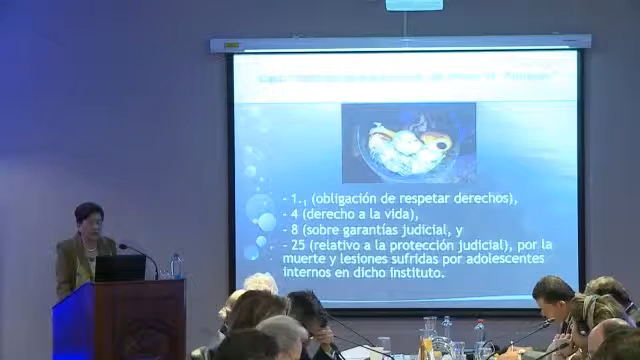 - 1.1 (obligación de respetar derechos),
- 4 (derecho a la vida),
- 8 (sobre garantías judicial, y
- 25 (relativo a la protección judicial), por la
muerte y lesiones sufridas por adolescentes
internos en dicho instituto.